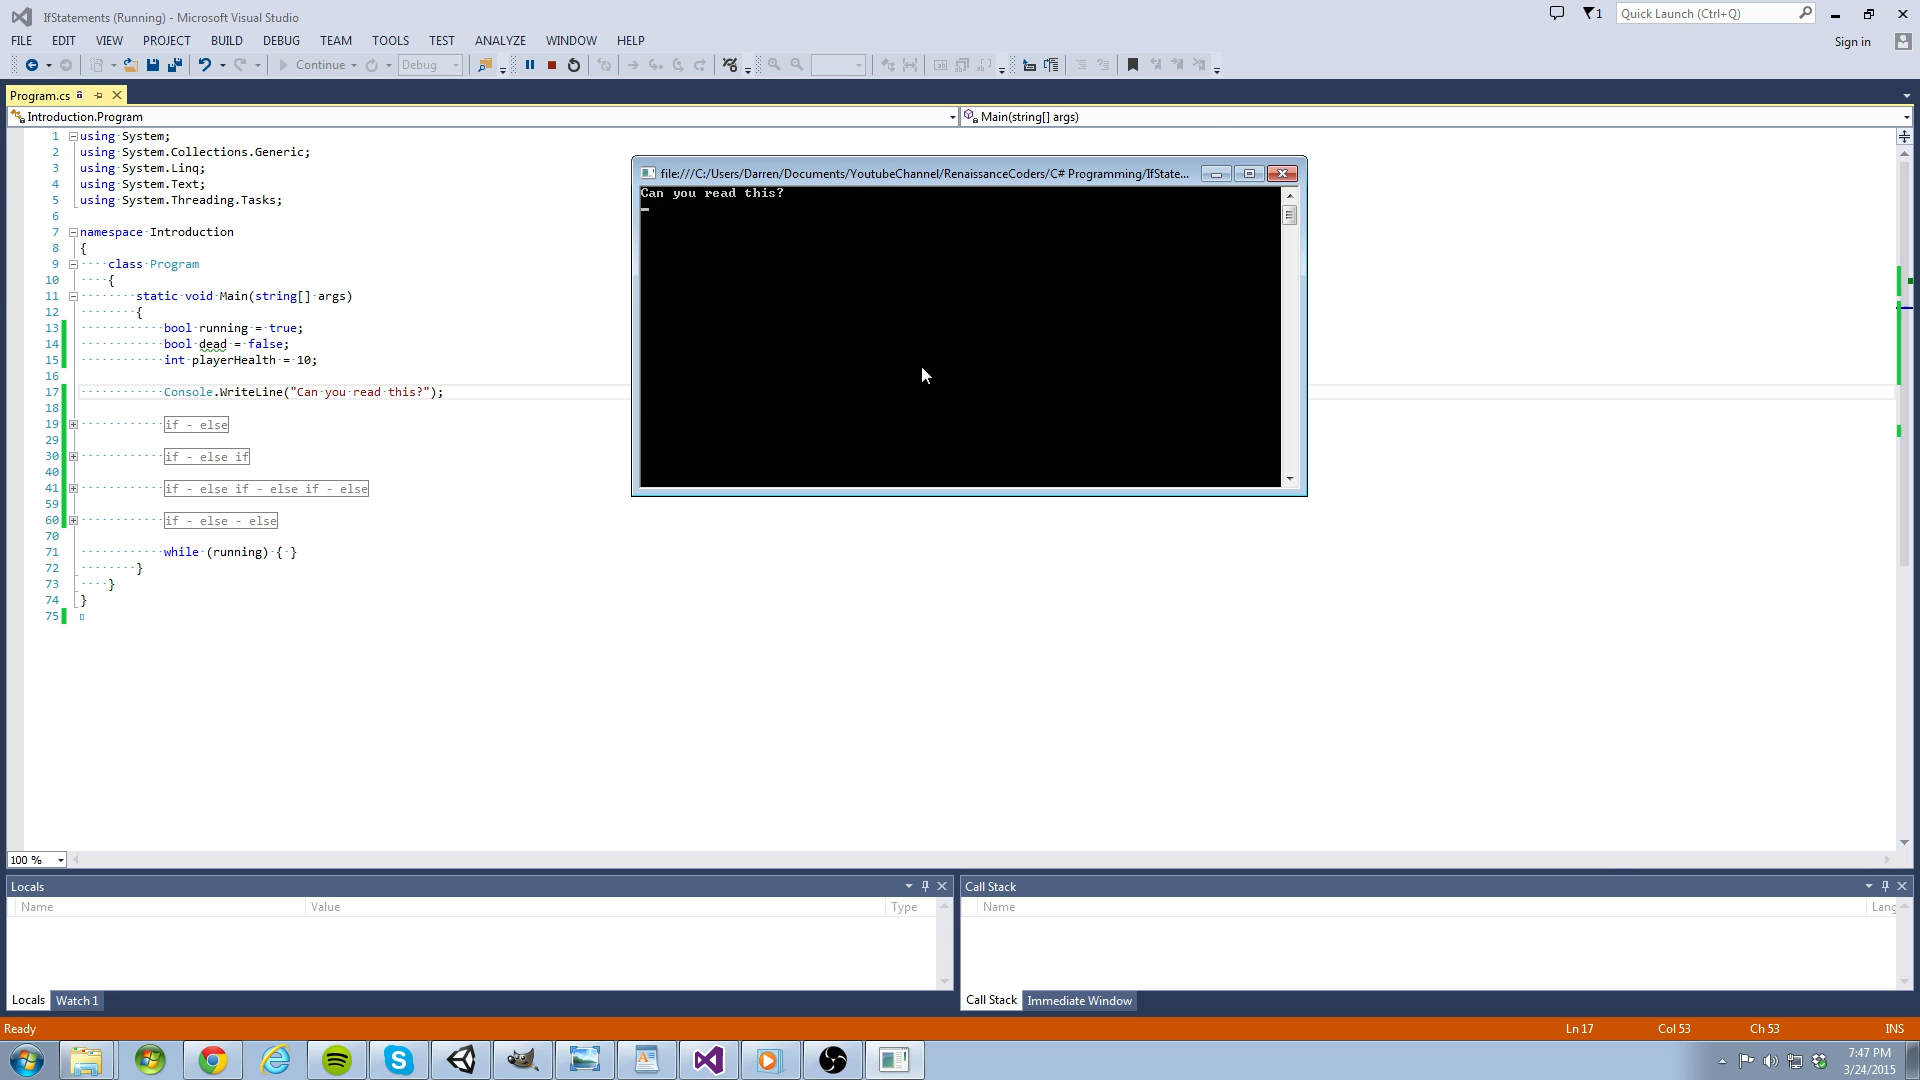 IfStatements (Running) - Microsoft Visual Studio
1
Quick Launch (Ctrl+Q)
FILE EDIT VIEW PROJECT BUILD DEBUG TEAM TOOLS TEST ANALYZE WINDOW HELP
Sign in
Continue Debug
Program.cs
Introduction.Program
Main(string[] args)
1 using System;
2 using System.Collections.Generic;
3 using System.Linq;
4 using System.Text;
5 using System.Threading.Tasks;
6
7 namespace Introduction
8 {
9 class Program
10 {
11 static void Main(string[] args)
12 {
13 bool running = true;
14 bool dead = false;
15 int playerHealth = 10;
16
17 Console.WriteLine("Can you read this?");
18
19 if - else
29
30 if - else if
40
41 if - else if - else if - else
59
60 if - else - else
70
71 while (running) { }
72 }
73 }
74 }
75
file:///C:/Users/Darren/Documents/YoutubeChannel/RenaissanceCoders/C# Programming/IfState...
Can you read this?
100 %
Locals
Name Value Type
Locals Watch 1
Call Stack
Name Lang
Call Stack Immediate Window
Ready
Ln 17 Col 53 Ch 53 INS
7:47 PM
3/24/2015